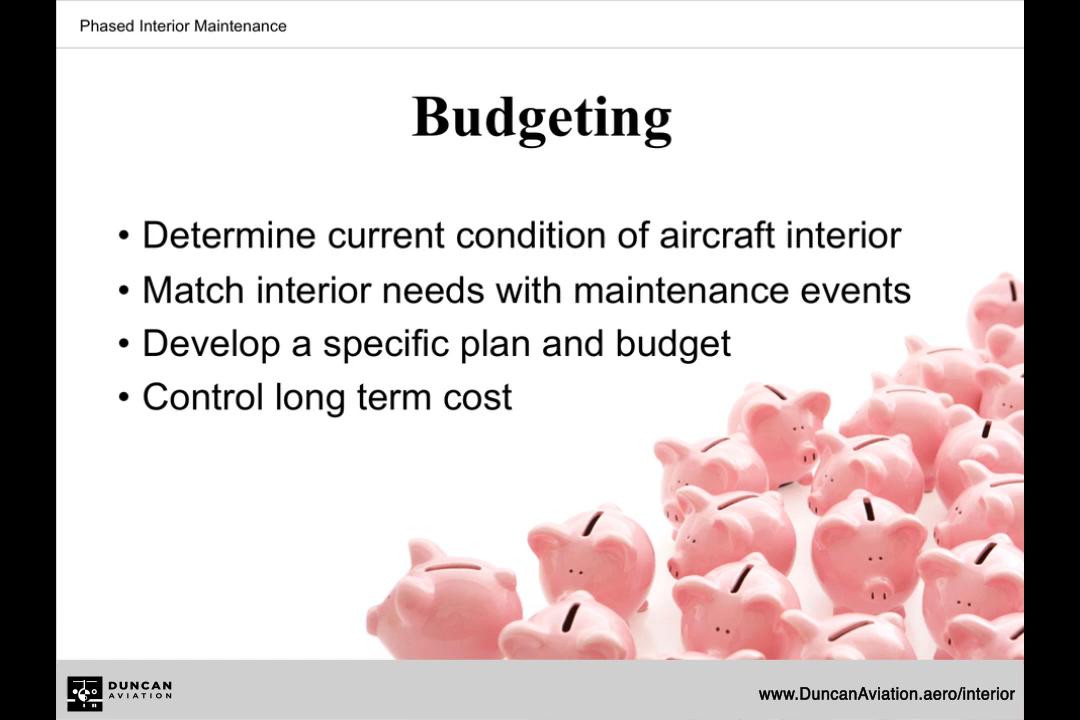 Phased Interior Maintenance
Budgeting
• Determine current condition of aircraft interior
• Match interior needs with maintenance events
• Develop a specific plan and budget
• Control long term cost
DUNCAN
AVIATION
www.DuncanAviation.aero/interior